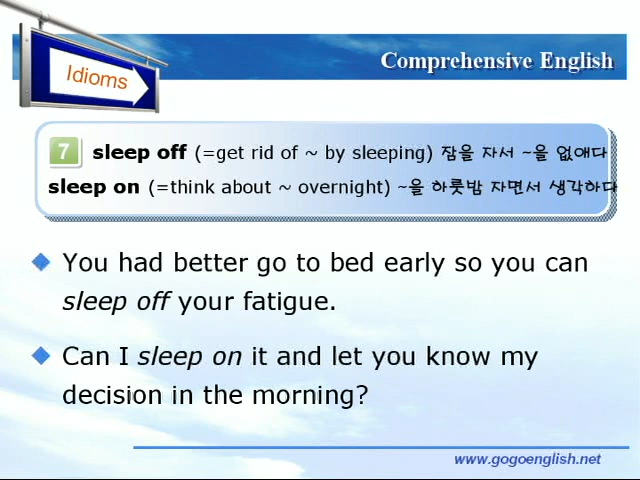 Idioms
Comprehensive English
7 sleep off (=get rid of ~ by sleeping) 잠을 자서 ~을 없애다
sleep on (=think about ~ overnight) ~을 하룻밤 자면서 생각하다
You had better go to bed early so you can
sleep off your fatigue.
Can I sleep on it and let you know my
decision in the morning?
www.gogoenglish.net